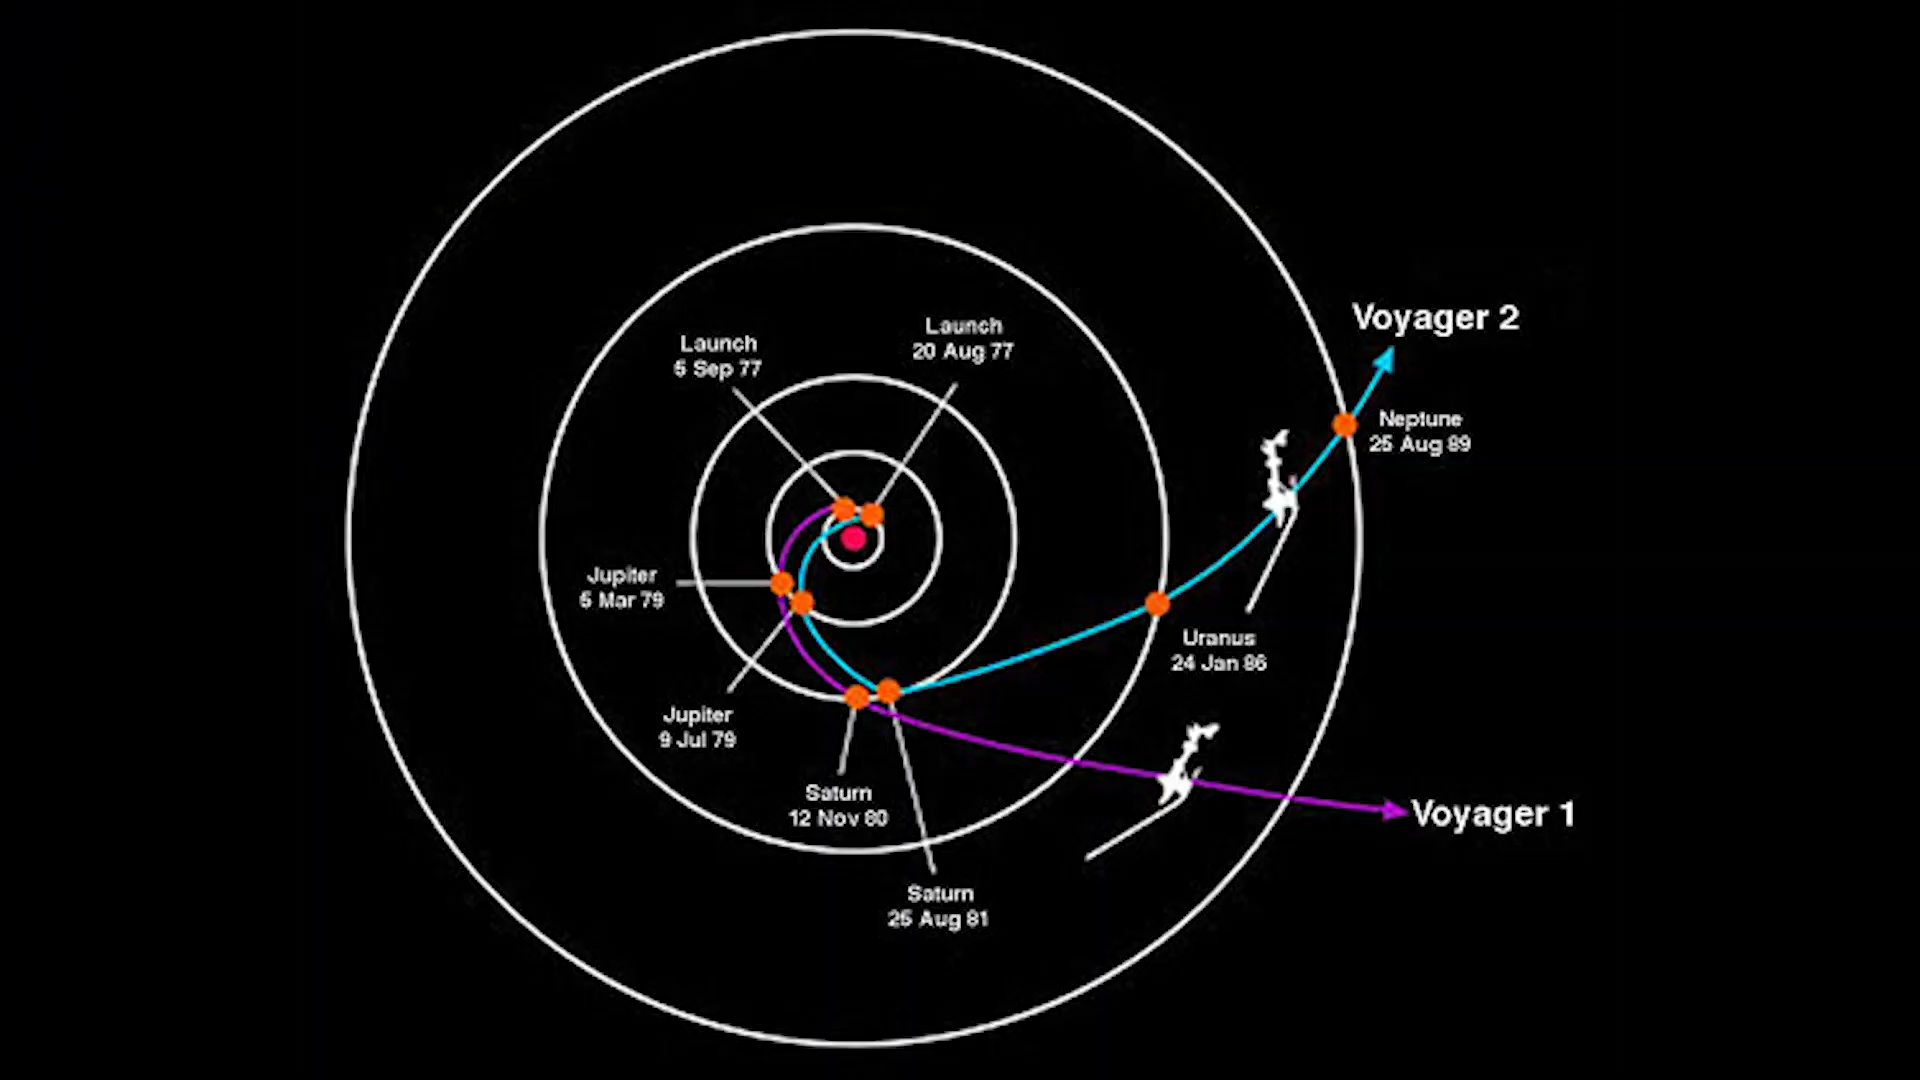 Launch
5 Sep 77
Launch
20 Aug 77
Voyager 2
Neptune
25 Aug 89
Jupiter
5 Mar 79
Uranus
24 Jan 86
Jupiter
9 Jul 79
Saturn
12 Nov 80
Voyager 1
Saturn
25 Aug 81